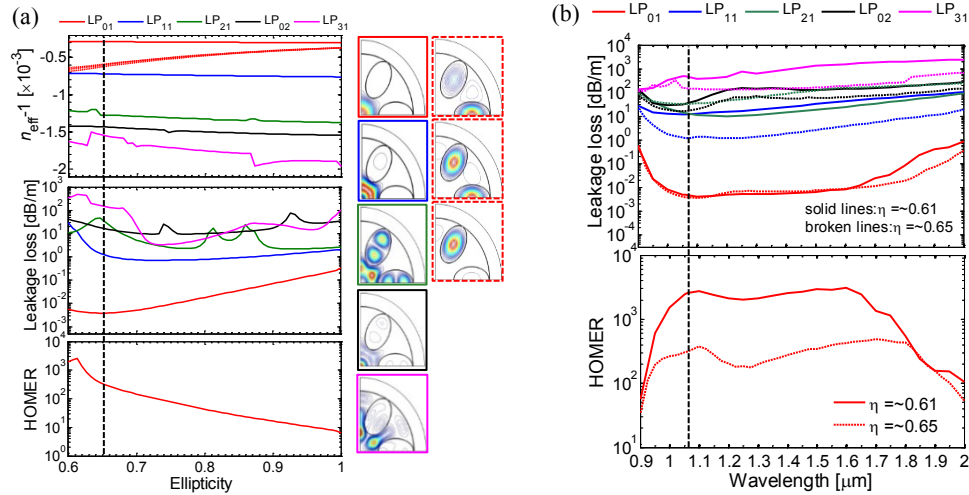 (a)
LP01 LP11 LP21 LP02 LP31
neff-1 [×10-3]
-0.5
-1
-1.5
-2
Leakage loss [dB/m]
10^3
10^2
10^1
10^0
10^-1
10^-2
10^-3
10^4
HOMER
10^4
10^3
10^2
10^1
10^0
0.6 0.7 0.8 0.9 1
Ellipticity
(b)
LP01 LP11 LP21 LP02 LP31
Leakage loss [dB/m]
10^4
10^3
10^2
10^1
10^0
10^-1
10^-2
10^-3
10^-4
solid lines:η =~0.61
broken lines:η =~0.65
HOMER
10^4
10^3
10^2
10^1
η =~0.61
η =~0.65
0.9 1 1.1 1.2 1.3 1.4 1.5 1.6 1.7 1.8 1.9 2
Wavelength [μm]